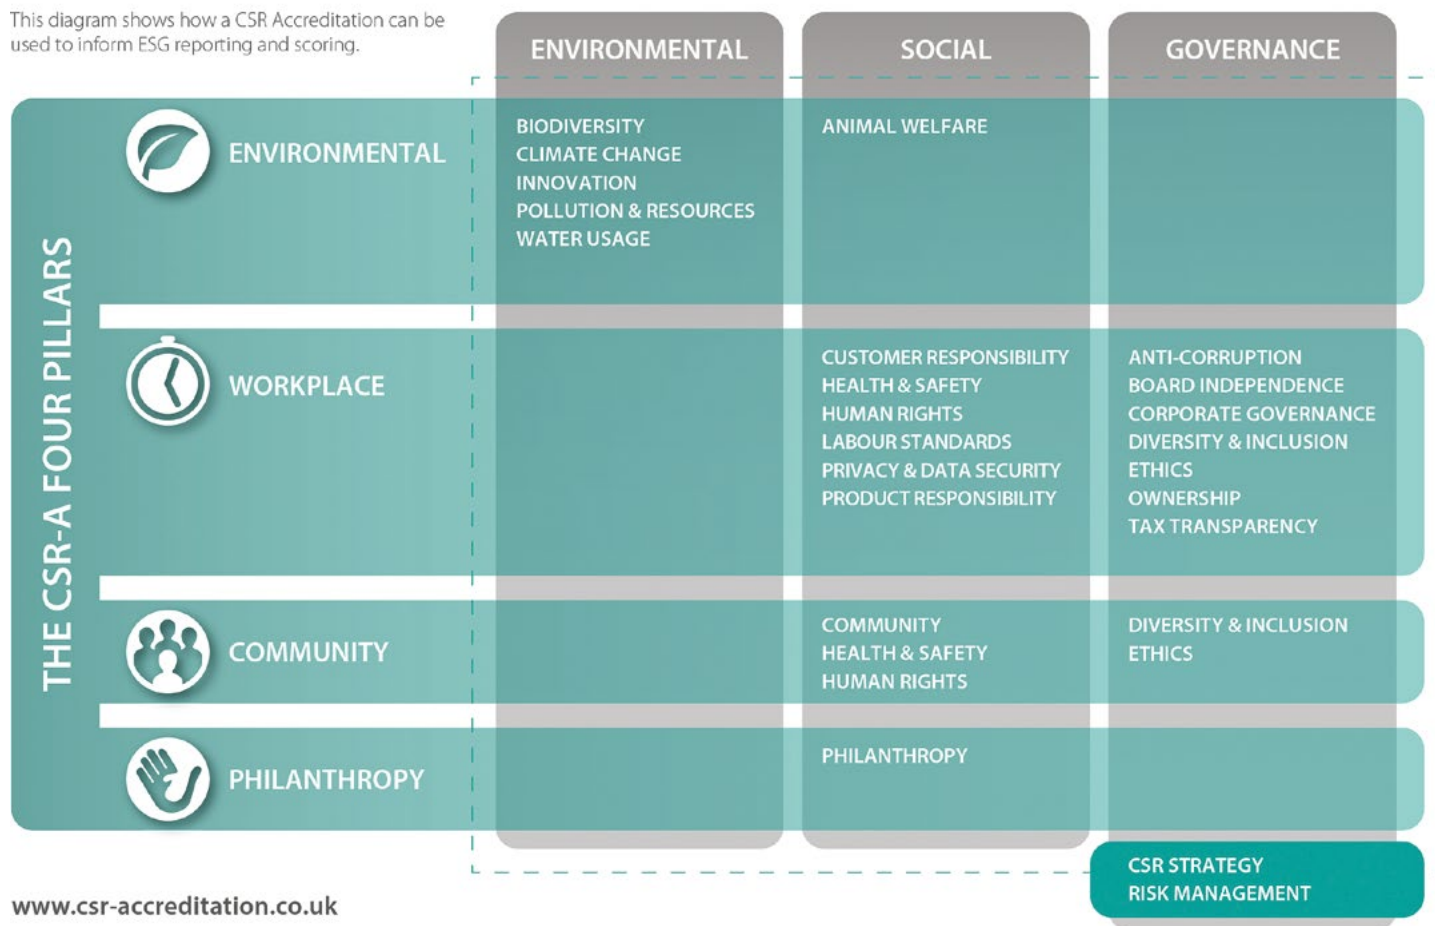 This diagram shows how a CSR Accreditation can be
used to inform ESG reporting and scoring.
ENVIRONMENTAL
SOCIAL
GOVERNANCE
THE CSR-A FOUR PILLARS
ENVIRONMENTAL
BIODIVERSITY
CLIMATE CHANGE
INNOVATION
POLLUTION & RESOURCES
WATER USAGE
ANIMAL WELFARE
WORKPLACE
CUSTOMER RESPONSIBILITY
HEALTH & SAFETY
HUMAN RIGHTS
LABOUR STANDARDS
PRIVACY & DATA SECURITY
PRODUCT RESPONSIBILITY
ANTI-CORRUPTION
BOARD INDEPENDENCE
CORPORATE GOVERNANCE
DIVERSITY & INCLUSION
ETHICS
OWNERSHIP
TAX TRANSPARENCY
COMMUNITY
COMMUNITY
HEALTH & SAFETY
HUMAN RIGHTS
DIVERSITY & INCLUSION
ETHICS
PHILANTHROPY
PHILANTHROPY
CSR STRATEGY
RISK MANAGEMENT
www.csr-accreditation.co.uk